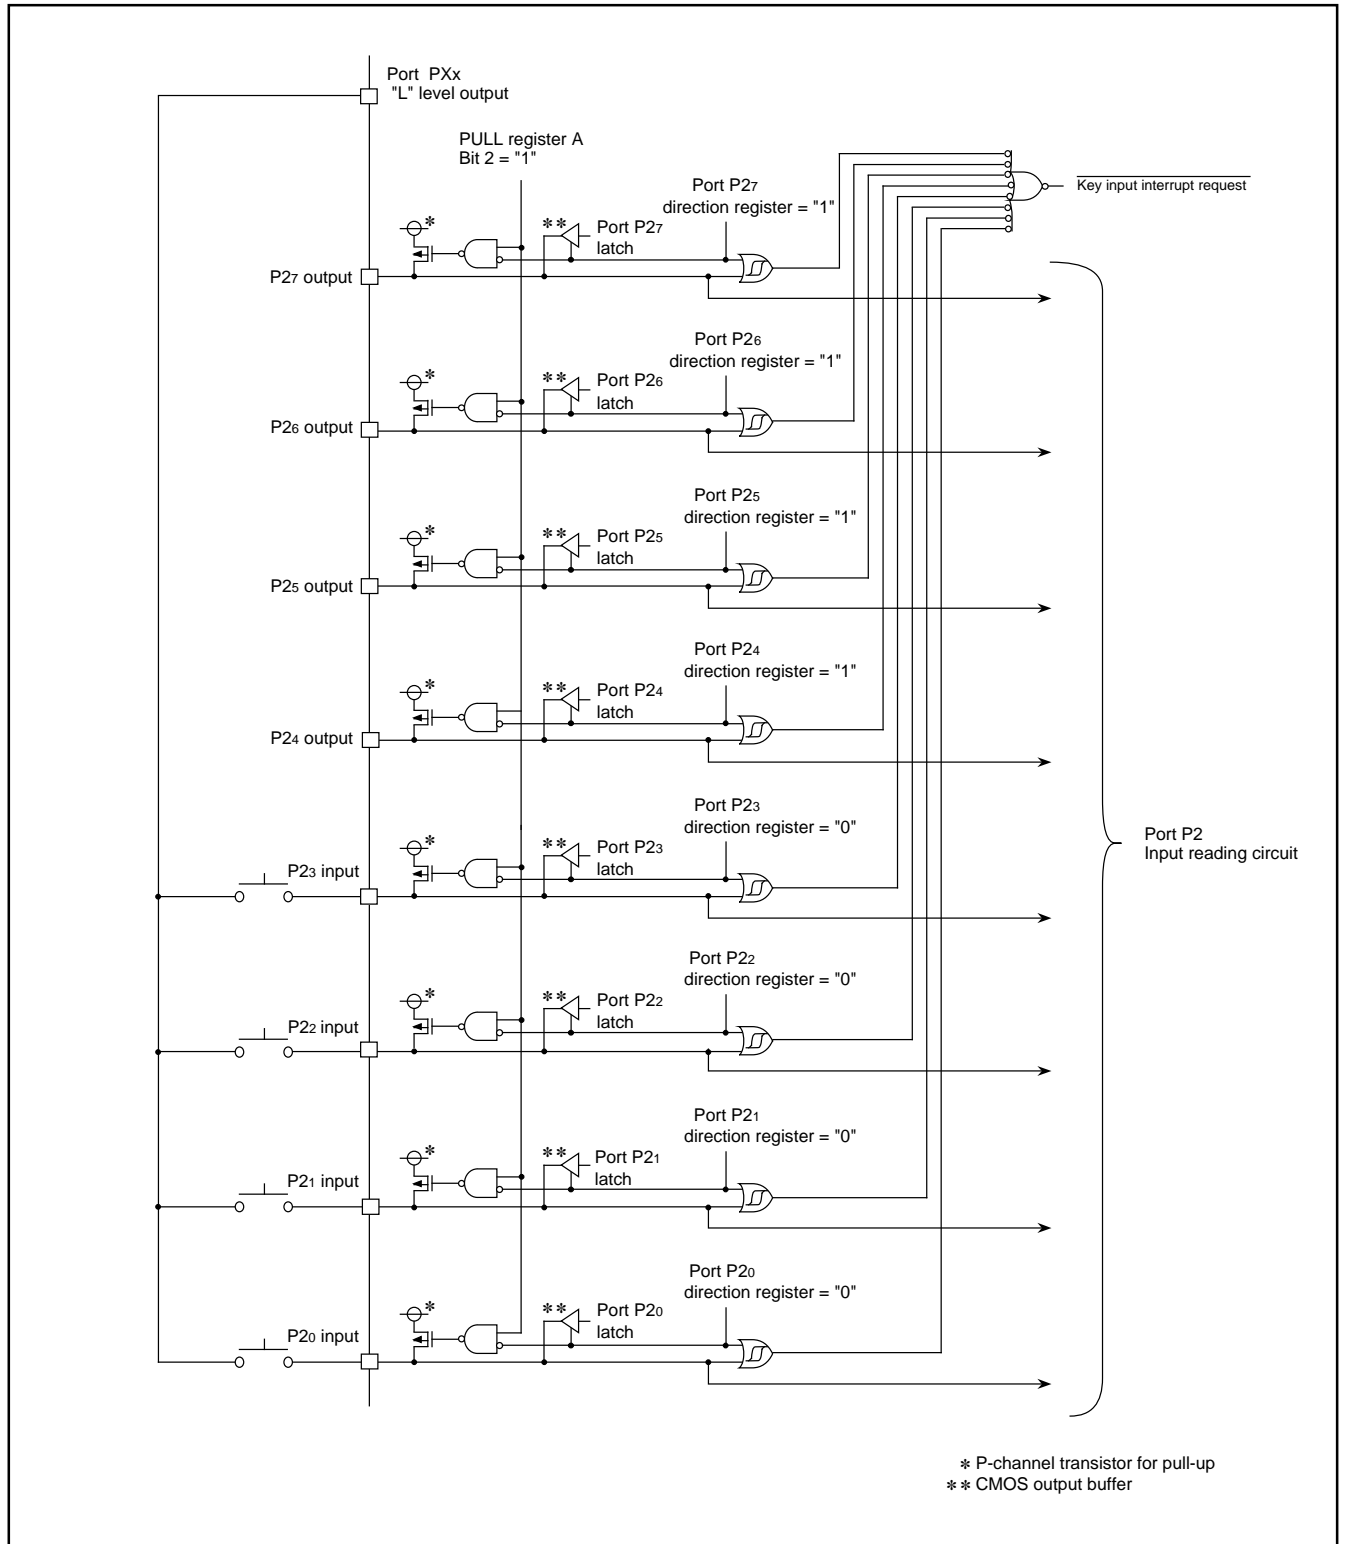 Port PXx
"L" level output
PULL register A
Bit 2 = "1"
Port P27
direction register = "1"
Key input interrupt request
*
**
Port P27
latch
P27 output
Port P26
direction register = "1"
*
**
Port P26
latch
P26 output
Port P25
direction register = "1"
*
**
Port P25
latch
P25 output
Port P24
direction register = "1"
*
**
Port P24
latch
P24 output
Port P23
direction register = "0"
*
**
Port P23
latch
P23 input
Port P2
Input reading circuit
Port P22
direction register = "0"
*
**
Port P22
latch
P22 input
Port P21
direction register = "0"
*
**
Port P21
latch
P21 input
Port P20
direction register = "0"
*
**
Port P20
latch
P20 input
* P-channel transistor for pull-up
** CMOS output buffer